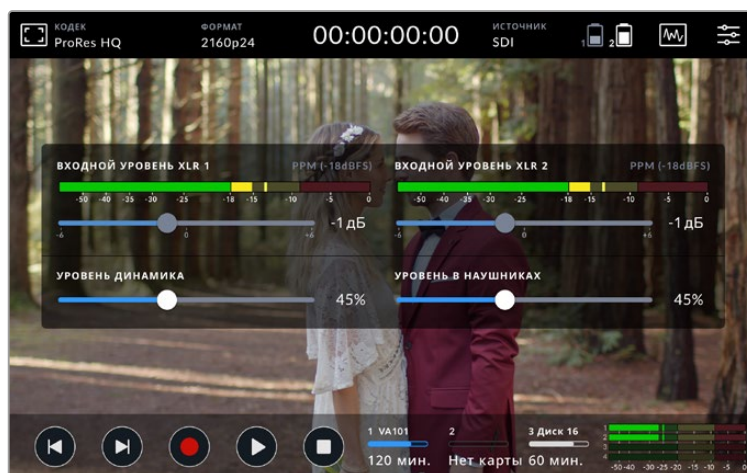 КОДЕК ФОРМАТ 00:00:00:00 ИСТОЧНИК
ProRes HQ 2160p24 SDI 1 2
ВХОДНОЙ УРОВЕНЬ XLR 1 PPM (-18dBFS) ВХОДНОЙ УРОВЕНЬ XLR 2 PPM (-18dBFS)
-50 -40 -35 -30 -25 -18 -15 -10 -5 0 -50 -40 -35 -30 -25 -18 -15 -10 -5 0
-1 дБ -1 дБ
-6 0 +6 -6 0 +6
УРОВЕНЬ ДИНАМИКА УРОВЕНЬ В НАУШНИКАХ
45% 45%
1 VA101 2 3 Диск 16
120 мин. Нет карты 60 мин.
1
2
3
4
-50 -40 -30 -25 -20 -15 -10 -5